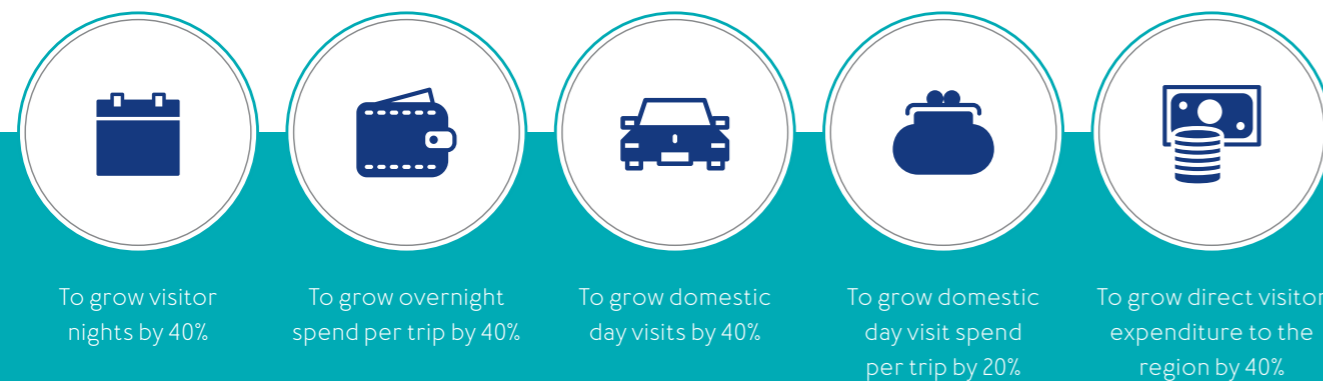 To grow visitor
nights by 40%
To grow overnight
spend per trip by 40%
To grow domestic
day visits by 40%
To grow domestic
day visit spend
per trip by 20%
To grow direct visitor
expenditure to the
region by 40%